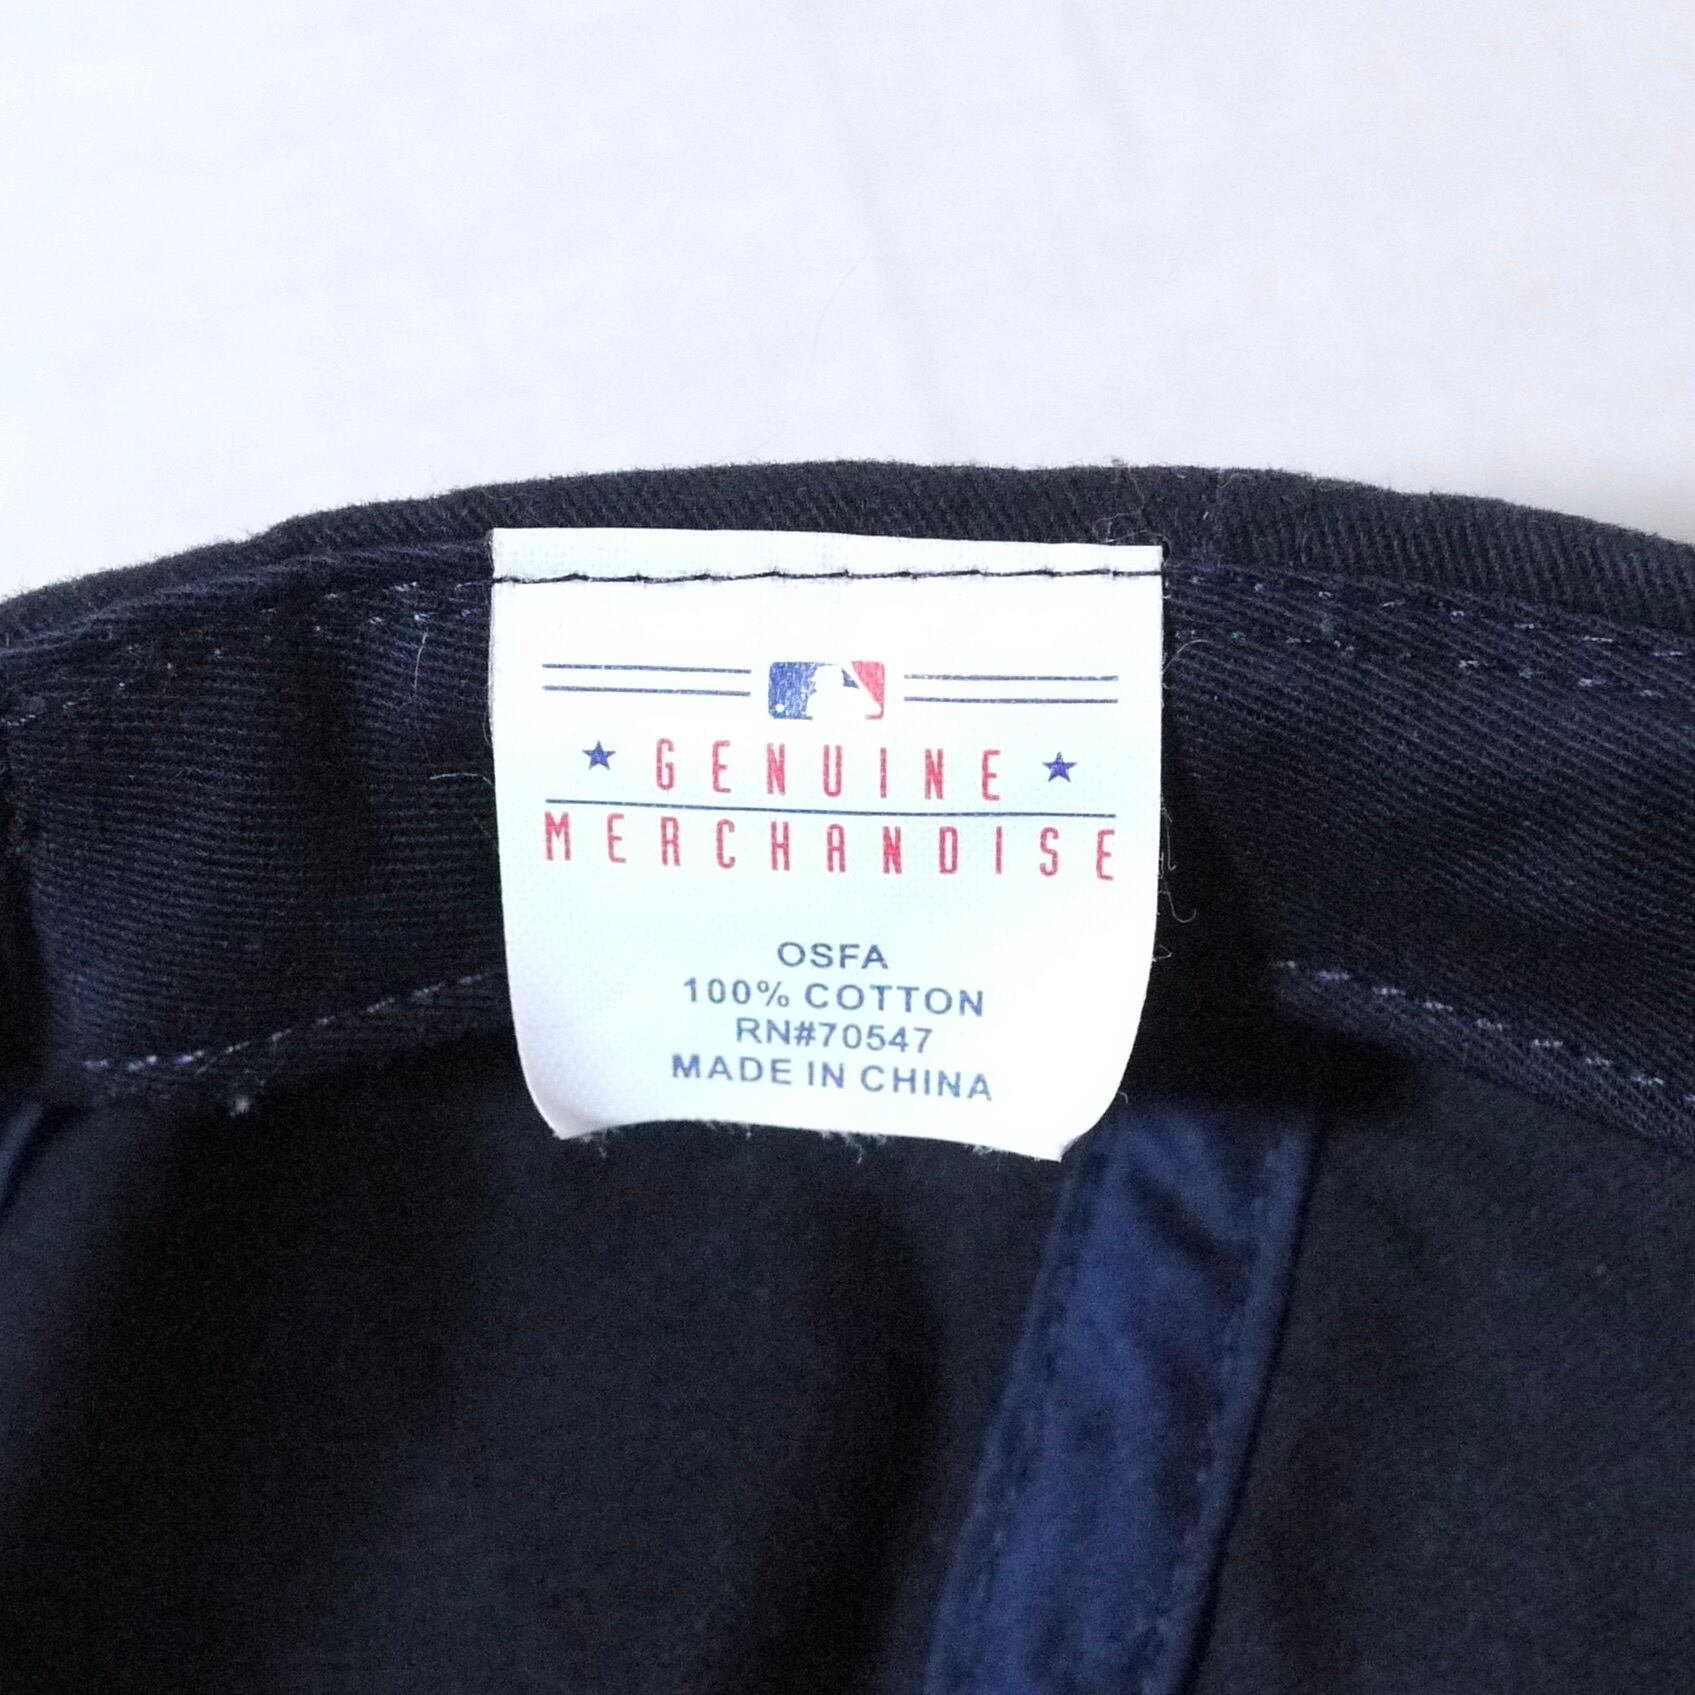 GENUINE
MERCHANDISE
OSFA
100% COTTON
RN#70547
MADE IN CHINA